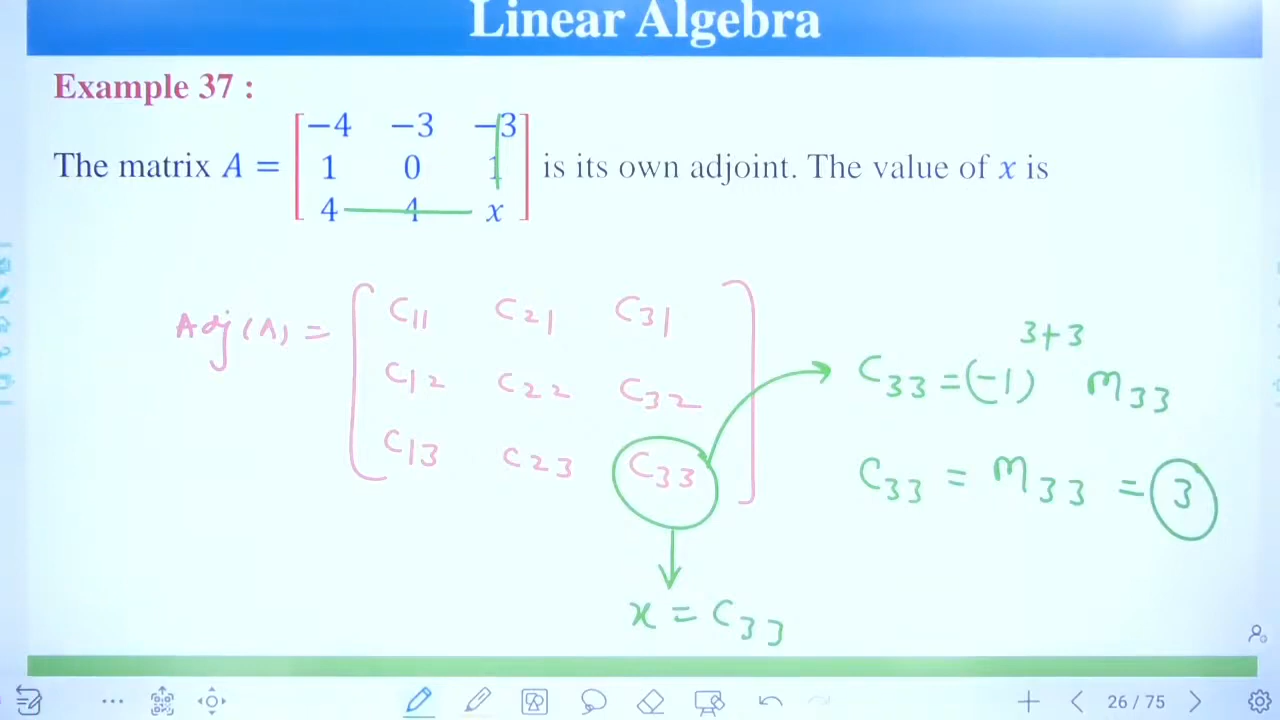 Linear Algebra
Example 37 :
The matrix A = [ −4 −3 −3
1 0 1
4 4 x ] is its own adjoint. The value of x is
Adj(A) = [ C11 C21 C31
C12 C22 C32
C13 C23 C33 ]
C33 = (-1)^3+3 M33
C33 = M33 = 3
x = C33
26 / 75